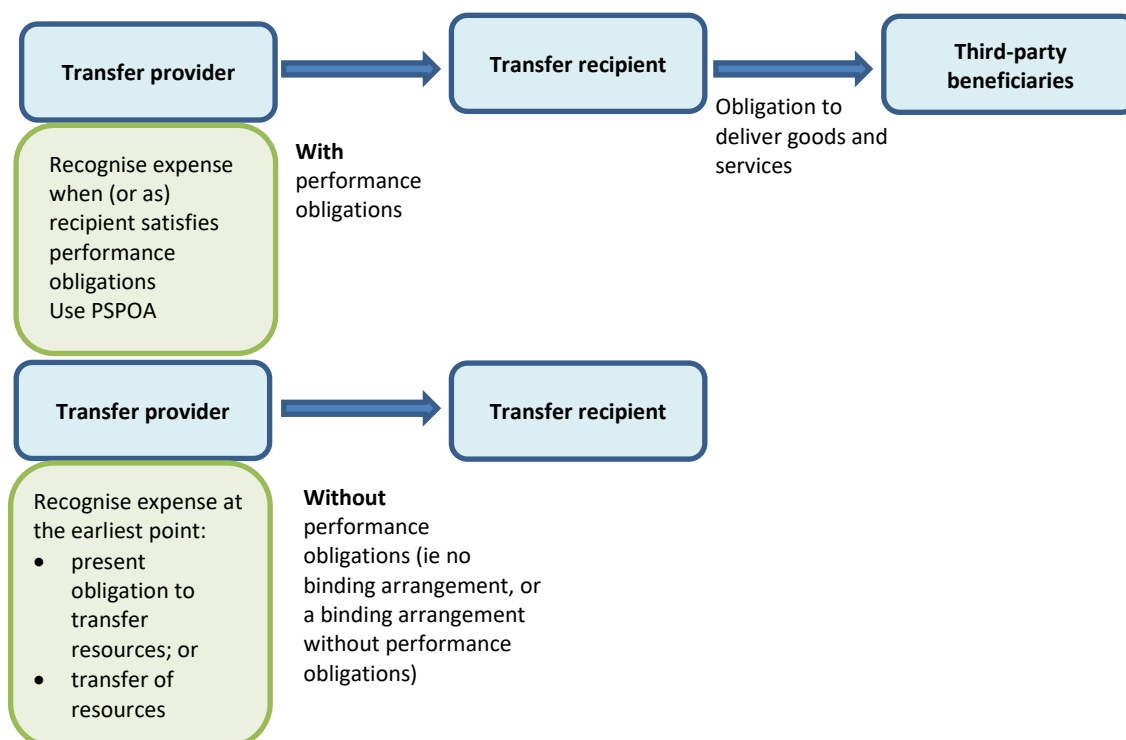 Transfer provider
Transfer recipient
Third-party
beneficiaries
Recognise expense
when (or as)
recipient satisfies
performance
obligations
Use PSPOA
With
performance
obligations
Obligation to
deliver goods and
services
Transfer provider
Transfer recipient
Recognise expense at
the earliest point:
• present
obligation to
transfer
resources; or
• transfer of
resources
Without
performance
obligations (ie no
binding arrangement, or
a binding arrangement
without performance
obligations)